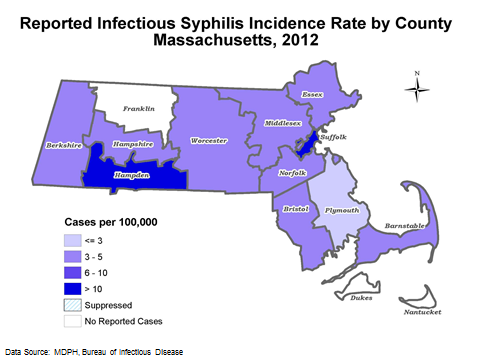 Reported Infectious Syphilis Incidence Rate by County
Massachusetts, 2012
N
Essex
Franklin
Middlesex
Suffolk
Berkshire
Hampshire
Worcester
Hampden
Norfolk
Bristol
Plymouth
Barnstable
Dukes
Nantucket
Cases per 100,000
<= 3
3 - 5
6 - 10
> 10
Suppressed
No Reported Cases
Data Source: MDPH, Bureau of Infectious Disease